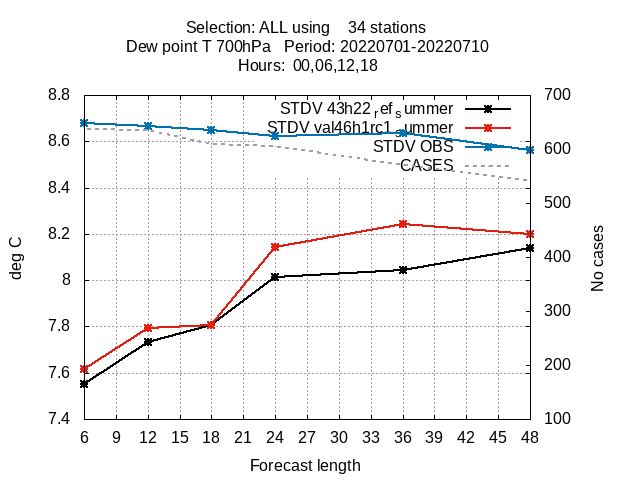 Selection: ALL using 34 stations
Dew point T 700hPa Period: 20220701-20220710
Hours: 00,06,12,18
STDV 43h22refsummer
STDV val46h1rc1summer
STDV OBS
CASES
8.8
8.6
8.4
8.2
8
7.8
7.6
7.4
700
600
500
400
300
200
100
deg C
No cases
6 9 12 15 18 21 24 27 30 33 36 39 42 45 48
Forecast length